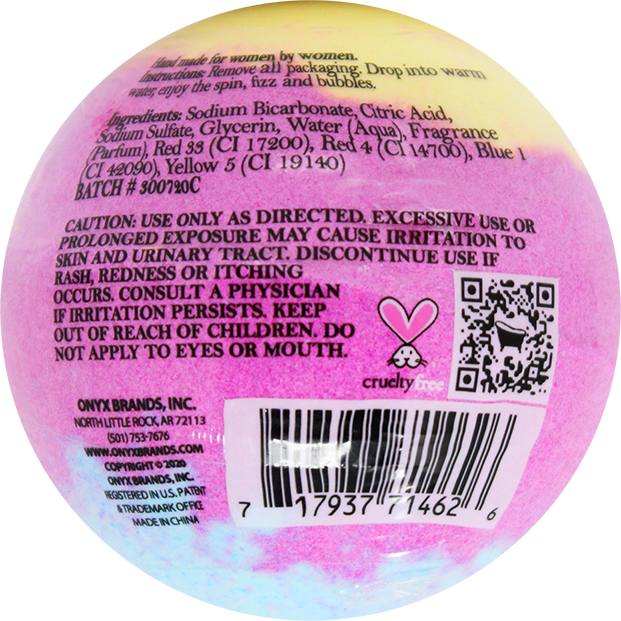 Hand made for women by women.
Instructions: Remove all packaging. Drop into warm
water, enjoy the spin, fizz and bubbles.
Ingredients: Sodium Bicarbonate, Citric Acid,
Sodium Sulfate, Glycerin, Water (Aqua), Fragrance
(Parfum), Red 33 (CI 17200), Red 4 (CI 14700), Blue 1
(CI 42090), Yellow 5 (CI 19140)
BATCH # 300720C
CAUTION: USE ONLY AS DIRECTED. EXCESSIVE USE OR
PROLONGED EXPOSURE MAY CAUSE IRRITATION TO
SKIN AND URINARY TRACT. DISCONTINUE USE IF
RASH, REDNESS OR ITCHING
OCCURS. CONSULT A PHYSICIAN
IF IRRITATION PERSISTS. KEEP
OUT OF REACH OF CHILDREN. DO
NOT APPLY TO EYES OR MOUTH.
crueltyfree
ONYX BRANDS, INC.
NORTH LITTLE ROCK, AR 72113
(501) 753-7676
WWW.ONYXBRANDS.COM
COPYRIGHT © 2020
ONYX BRANDS, INC.
REGISTERED IN U.S. PATENT
& TRADEMARK OFFICE
MADE IN CHINA
7 17937 71462 6